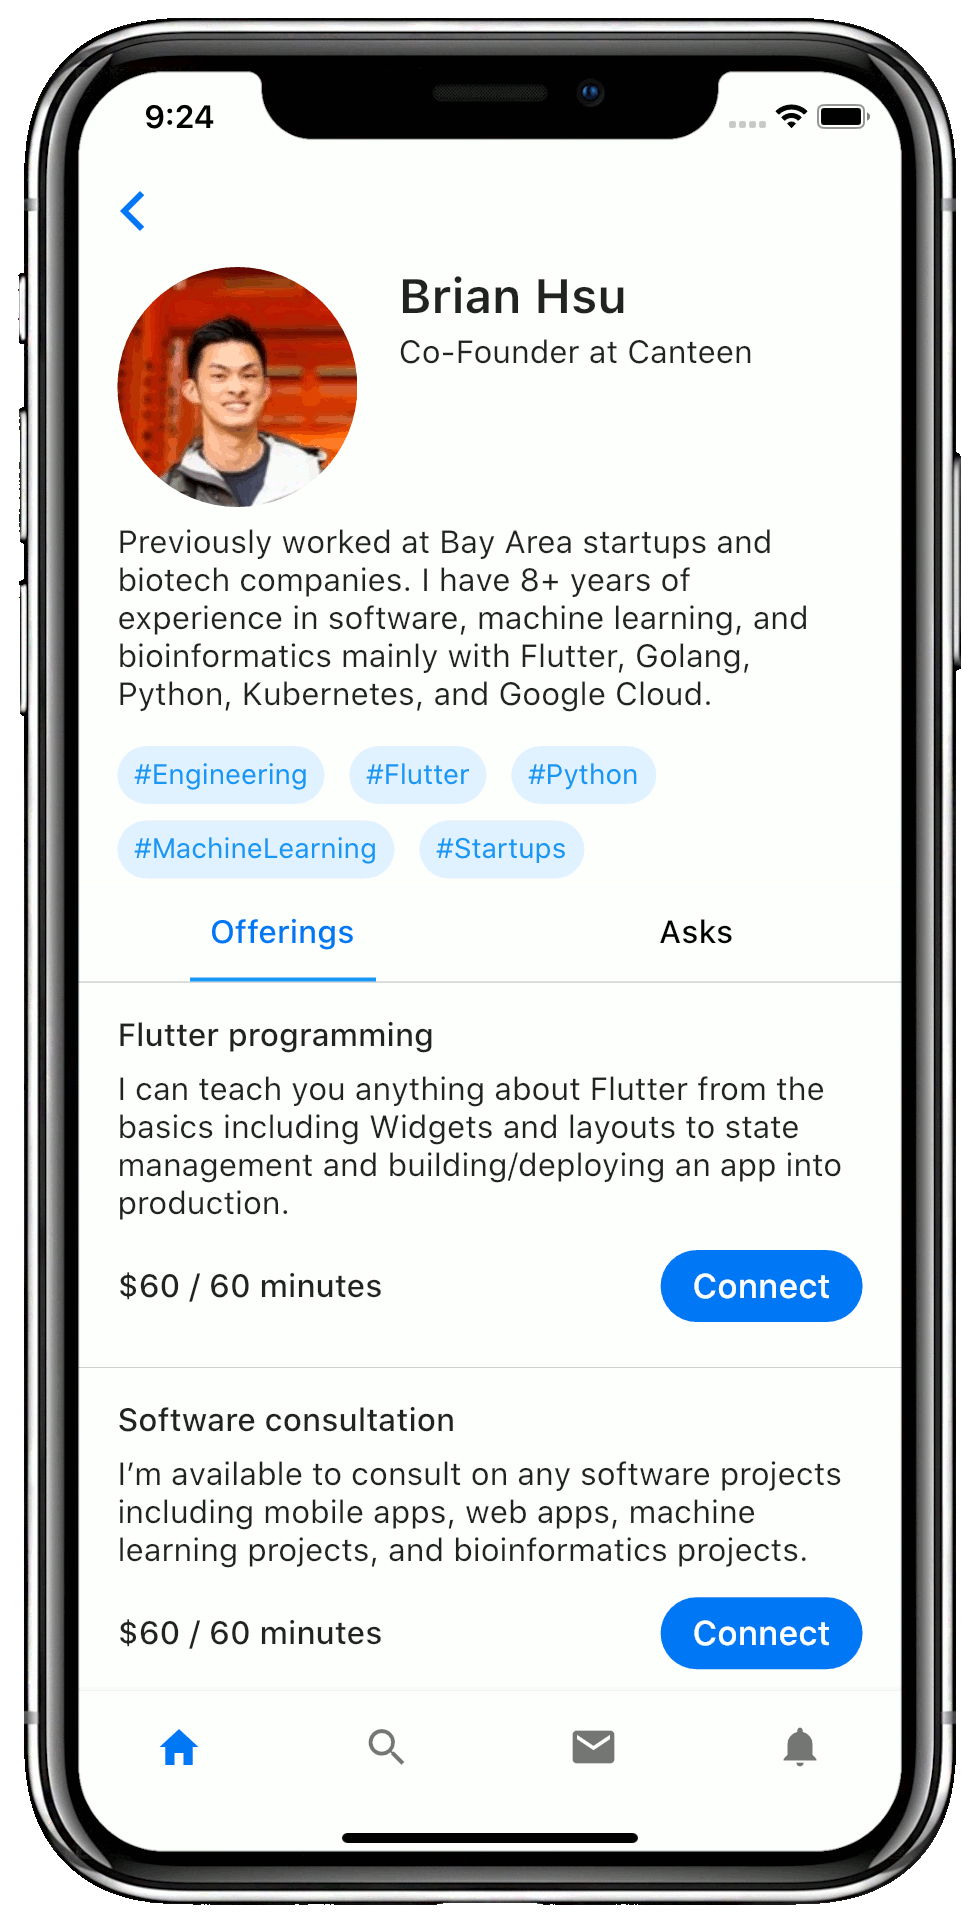 9:24
Brian Hsu
Co-Founder at Canteen
Previously worked at Bay Area startups and
biotech companies. I have 8+ years of
experience in software, machine learning, and
bioinformatics mainly with Flutter, Golang,
Python, Kubernetes, and Google Cloud.
#Engineering #Flutter #Python
#MachineLearning #Startups
Offerings Asks
Flutter programming
I can teach you anything about Flutter from the
basics including Widgets and layouts to state
management and building/deploying an app into
production.
$60 / 60 minutes Connect
Software consultation
I’m available to consult on any software projects
including mobile apps, web apps, machine
learning projects, and bioinformatics projects.
$60 / 60 minutes Connect